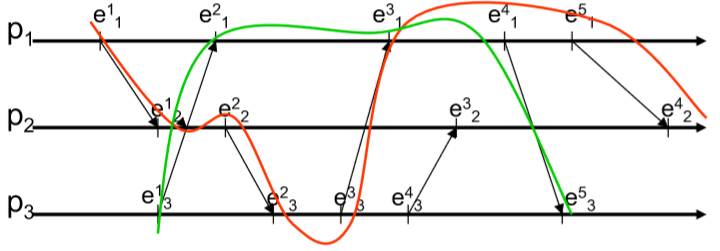 p₁ e¹₁ e²₁ e³₁ e⁴₁ e⁵₁
p₂ e¹₂ e²₂ e³₂ e⁴₂
p₃ e¹₃ e²₃ e³₃ e⁴₃ e⁵₃